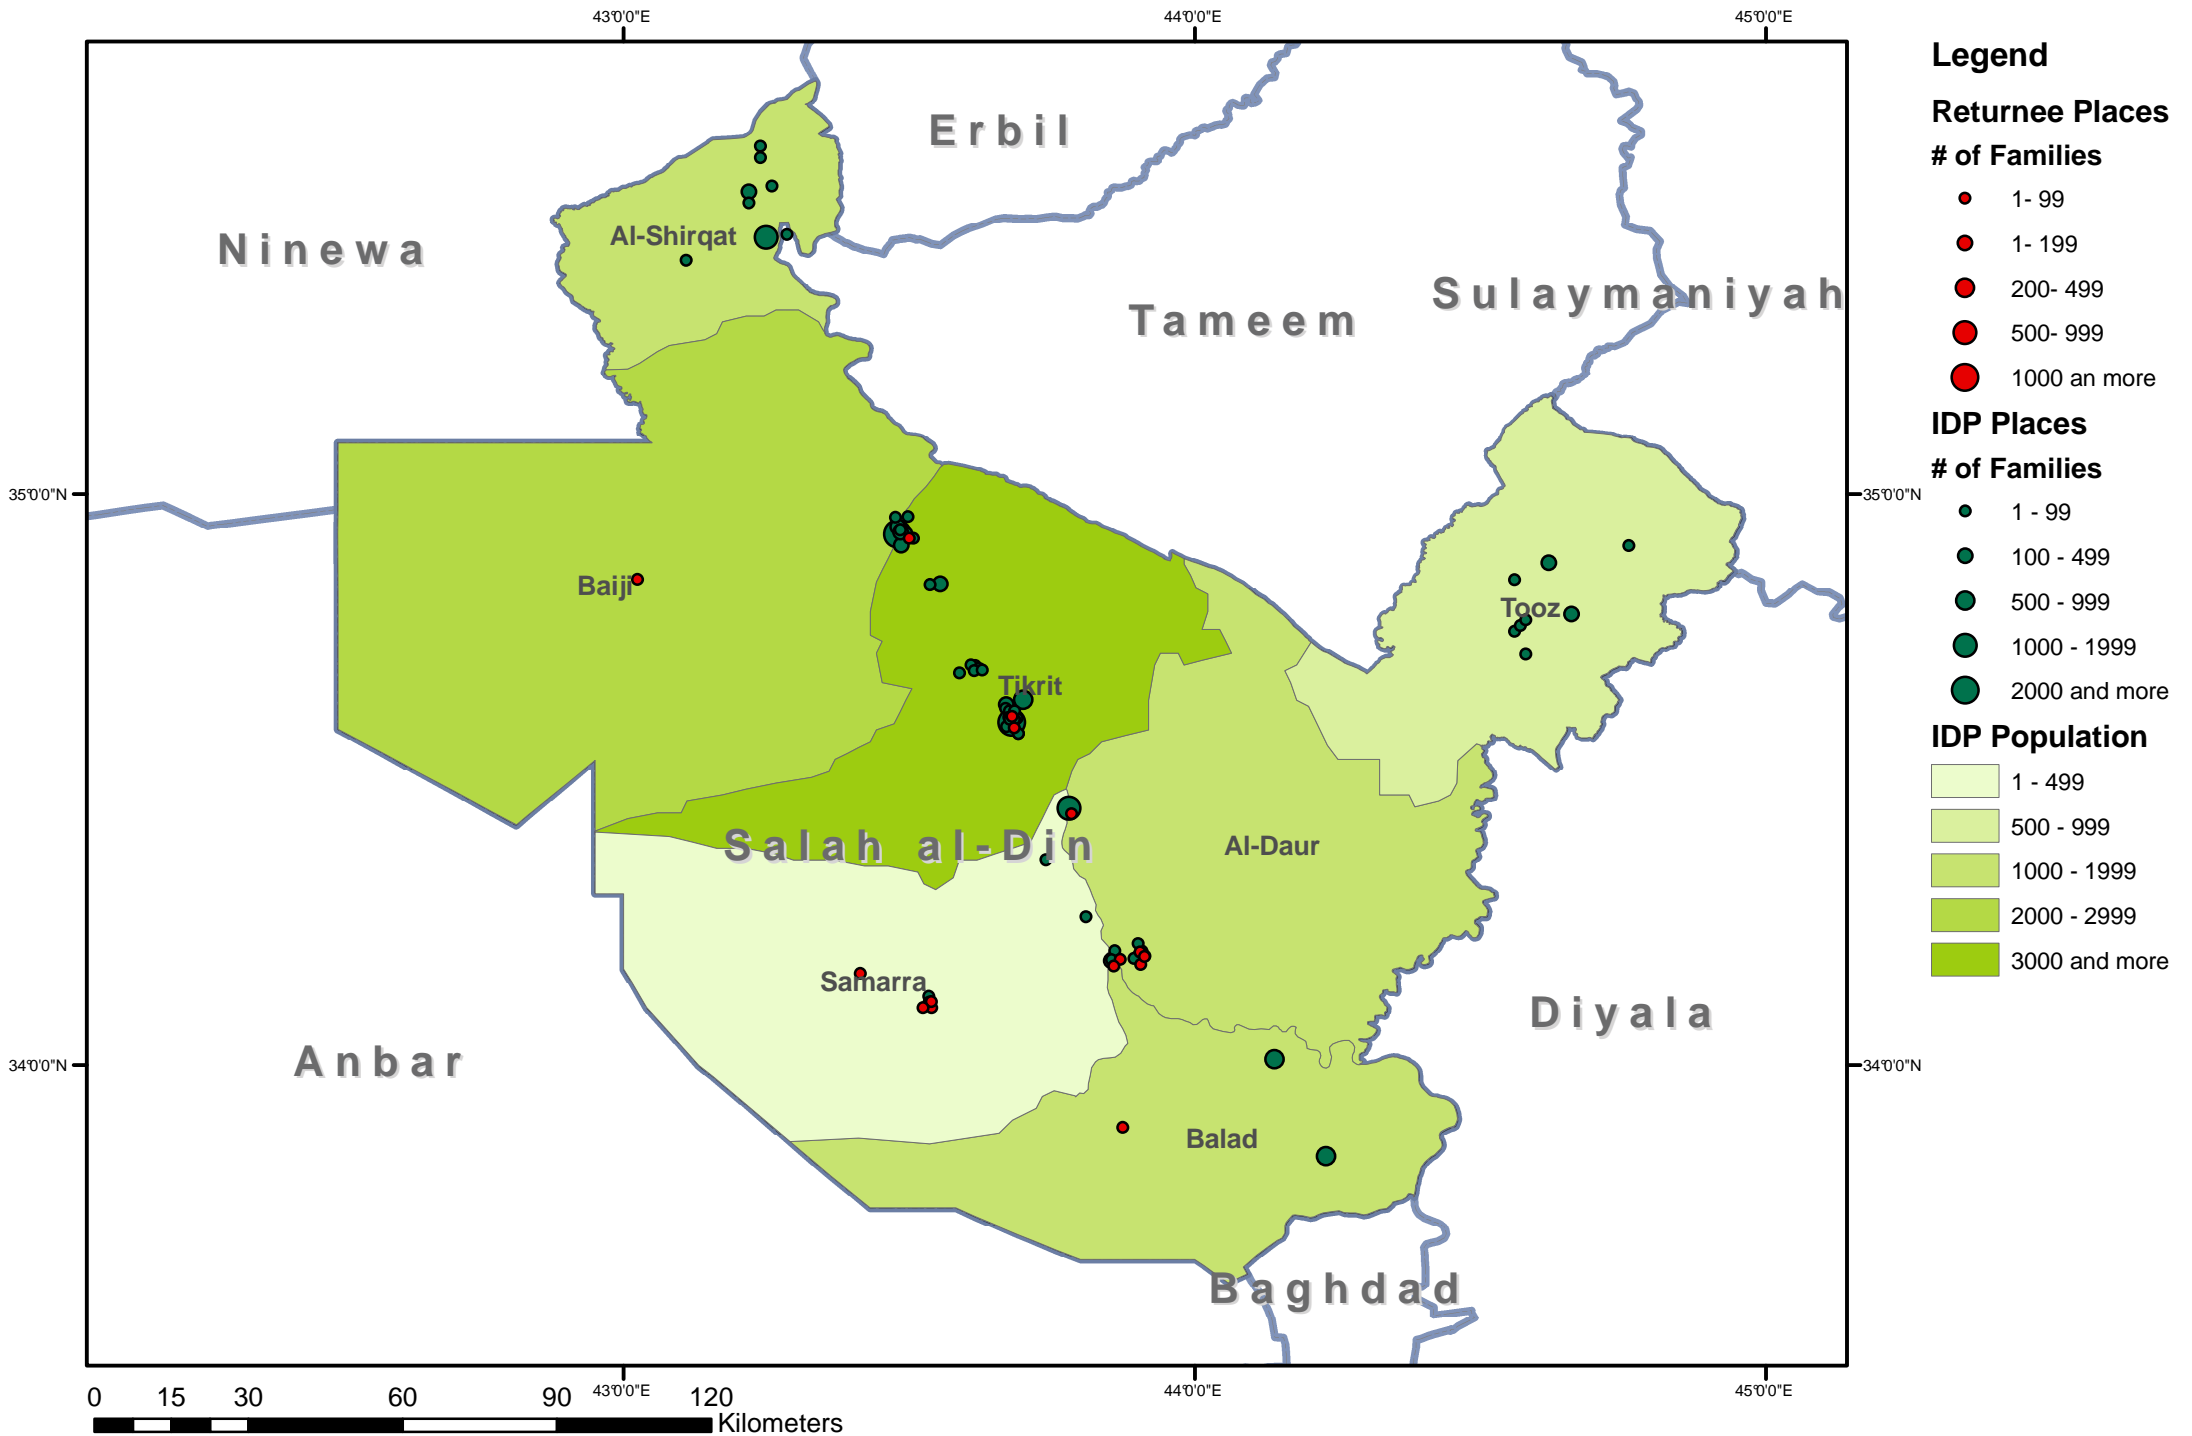 43°0'0"E 44°0'0"E 45°0'0"E
Legend
Returnee Places
# of Families
1- 99
1- 199
200- 499
500- 999
1000 an more
IDP Places
# of Families
1 - 99
100 - 499
500 - 999
1000 - 1999
2000 and more
IDP Population
1 - 499
500 - 999
1000 - 1999
2000 - 2999
3000 and more
Erbil
Ninewa
Al-Shirqat
Sulaymaniyah
Tameem
35°0'0"N 35°0'0"N
Baiji
Tooz
Tikrit
Salah al-Din
Al-Daur
Samarra
Diyala
Anbar
34°0'0"N 34°0'0"N
Balad
Baghdad
0 15 30 60 90 120
Kilometers
43°0'0"E 44°0'0"E 45°0'0"E